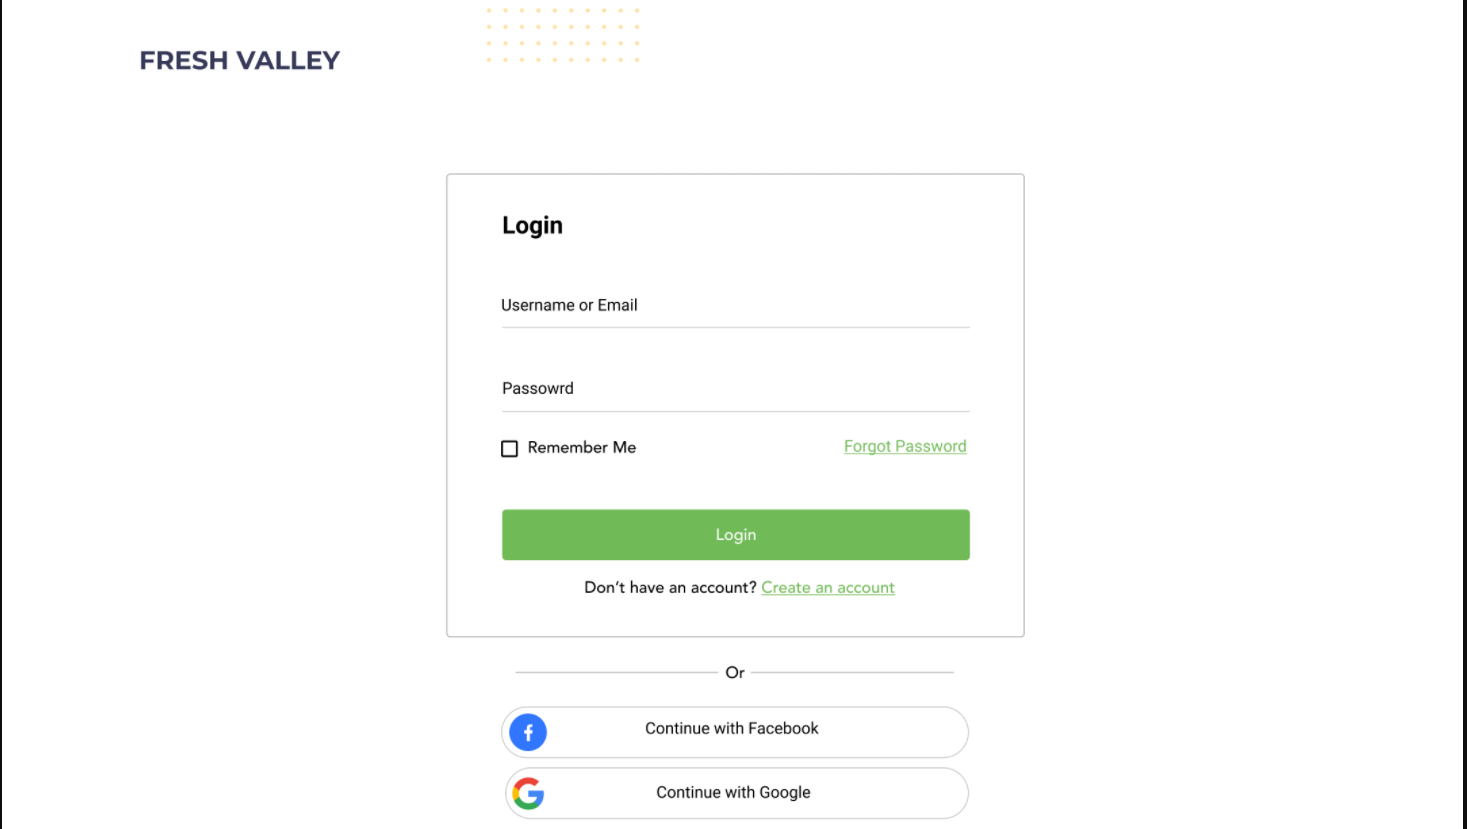 FRESH VALLEY
Login
Username or Email
Passowrd
Remember Me
Forgot Password
Login
Don’t have an account? Create an account
Or
Continue with Facebook
Continue with Google